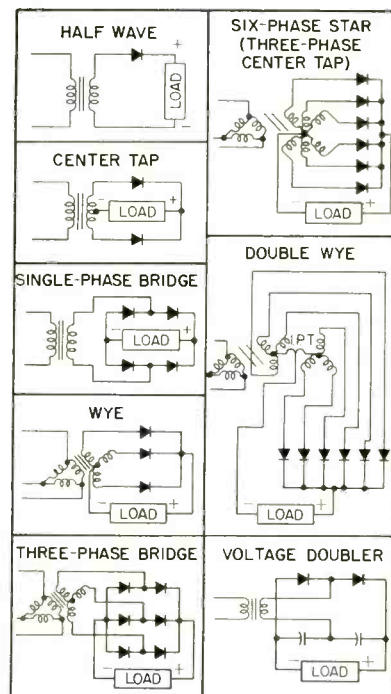 HALF WAVE
+
LOAD
-
CENTER TAP
- LOAD +
SINGLE-PHASE BRIDGE
- LOAD +
WYE
- LOAD +
THREE-PHASE BRIDGE
- LOAD +
SIX-PHASE STAR
(THREE-PHASE
CENTER TAP)
- LOAD +
DOUBLE WYE
PT
- LOAD +
VOLTAGE DOUBLER
- LOAD +